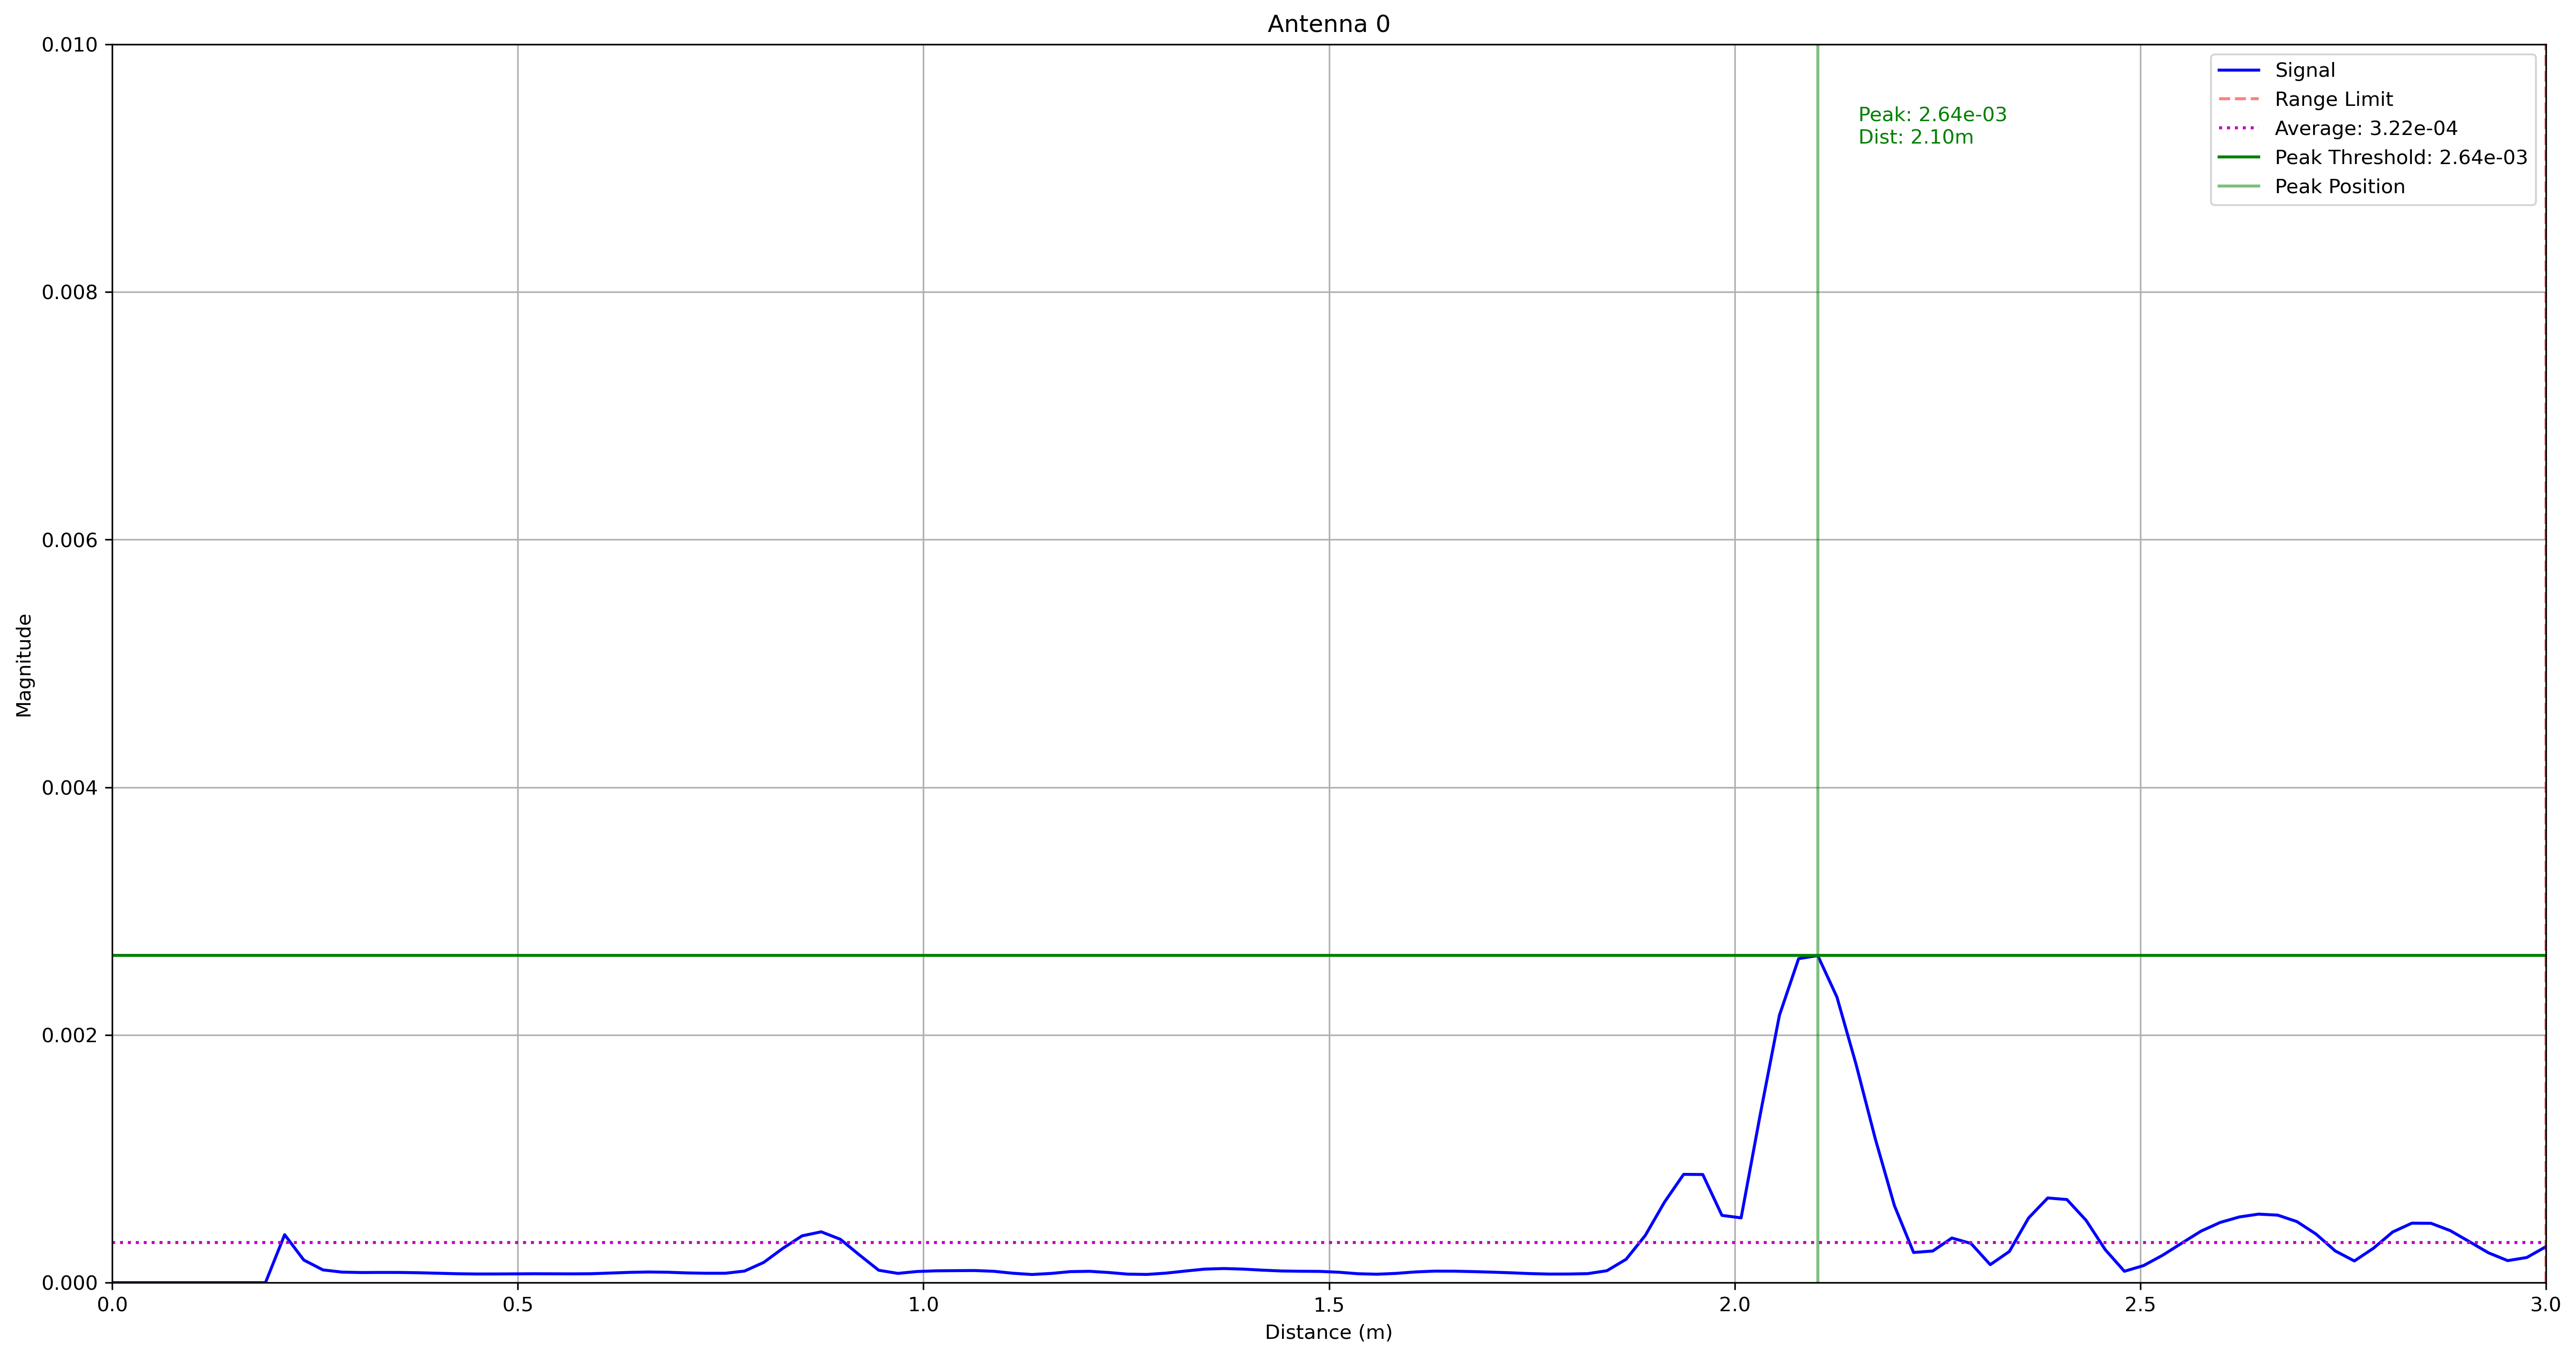 Antenna 0
0.010
0.008
0.006
0.004
0.002
0.000
Magnitude
Peak: 2.64e-03
Dist: 2.10m
Signal
Range Limit
Average: 3.22e-04
Peak Threshold: 2.64e-03
Peak Position
0.0
0.5
1.0
1.5
2.0
2.5
3.0
Distance (m)